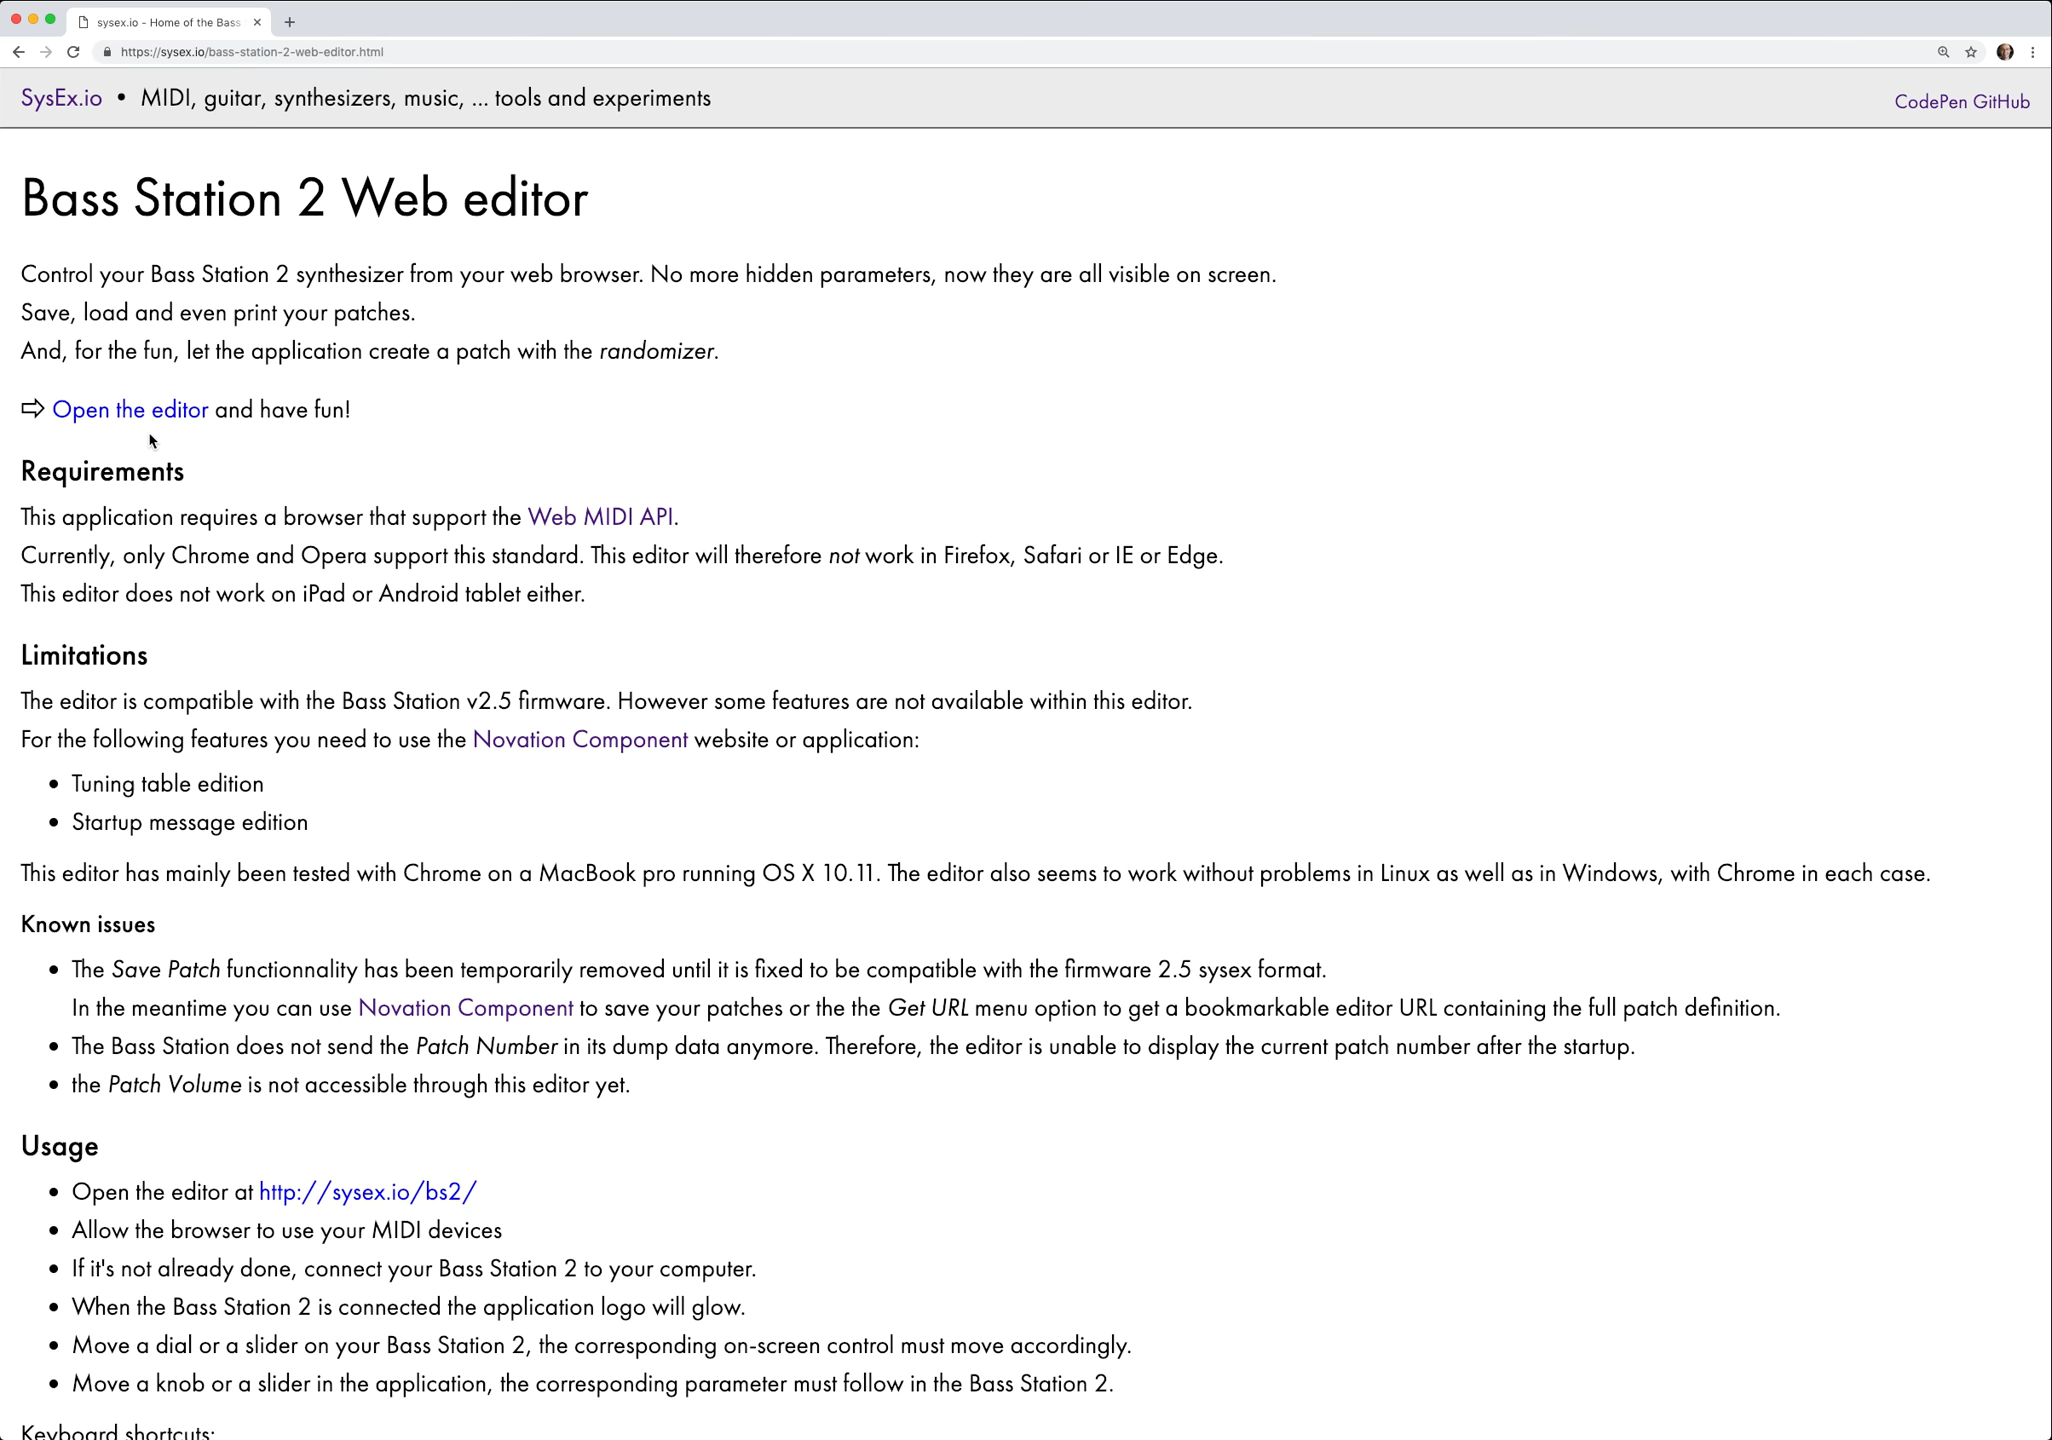 sysex.io - Home of the Bass
https://sysex.io/bass-station-2-web-editor.html
SysEx.io • MIDI, guitar, synthesizers, music, ... tools and experiments
CodePen GitHub
Bass Station 2 Web editor
Control your Bass Station 2 synthesizer from your web browser. No more hidden parameters, now they are all visible on screen.
Save, load and even print your patches.
And, for the fun, let the application create a patch with the randomizer.
⇨ Open the editor and have fun!
Requirements
This application requires a browser that support the Web MIDI API.
Currently, only Chrome and Opera support this standard. This editor will therefore not work in Firefox, Safari or IE or Edge.
This editor does not work on iPad or Android tablet either.
Limitations
The editor is compatible with the Bass Station v2.5 firmware. However some features are not available within this editor.
For the following features you need to use the Novation Component website or application:
• Tuning table edition
• Startup message edition
This editor has mainly been tested with Chrome on a MacBook pro running OS X 10.11. The editor also seems to work without problems in Linux as well as in Windows, with Chrome in each case.
Known issues
• The Save Patch functionnality has been temporarily removed until it is fixed to be compatible with the firmware 2.5 sysex format.
In the meantime you can use Novation Component to save your patches or the the Get URL menu option to get a bookmarkable editor URL containing the full patch definition.
• The Bass Station does not send the Patch Number in its dump data anymore. Therefore, the editor is unable to display the current patch number after the startup.
• the Patch Volume is not accessible through this editor yet.
Usage
• Open the editor at http://sysex.io/bs2/
• Allow the browser to use your MIDI devices
• If it's not already done, connect your Bass Station 2 to your computer.
• When the Bass Station 2 is connected the application logo will glow.
• Move a dial or a slider on your Bass Station 2, the corresponding on-screen control must move accordingly.
• Move a knob or a slider in the application, the corresponding parameter must follow in the Bass Station 2.
Keyboard shortcuts: